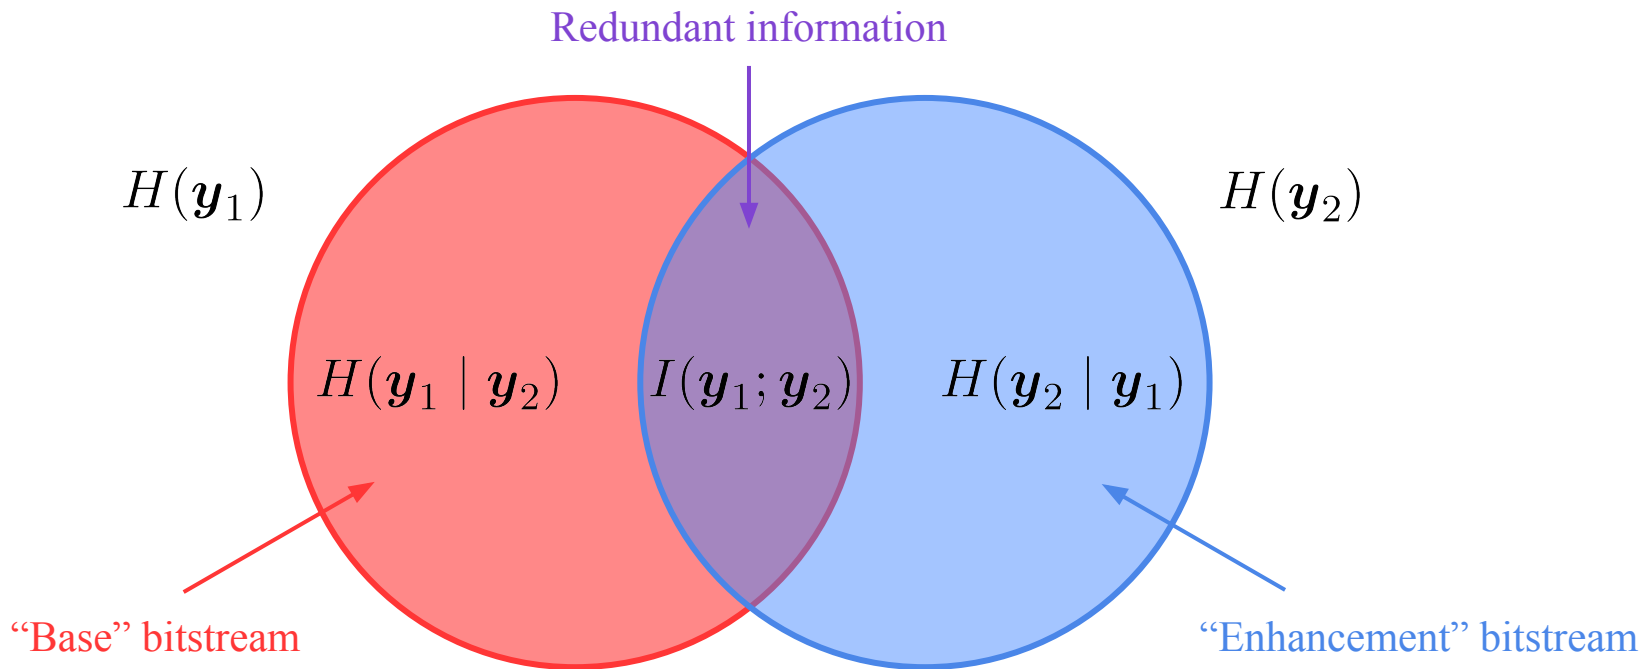 Redundant information
H(y₁)
H(y₂)
H(y₁ | y₂)
I(y₁; y₂)
H(y₂ | y₁)
“Base” bitstream
“Enhancement” bitstream